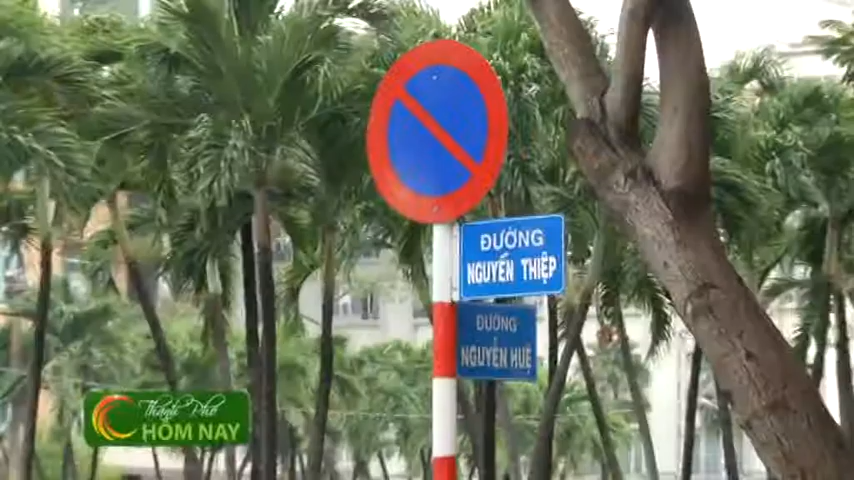 ĐƯỜNG
NGUYỄN THIỆP
ĐƯỜNG
NGUYỄN HUỆ
Thành Phố
HÔM NAY